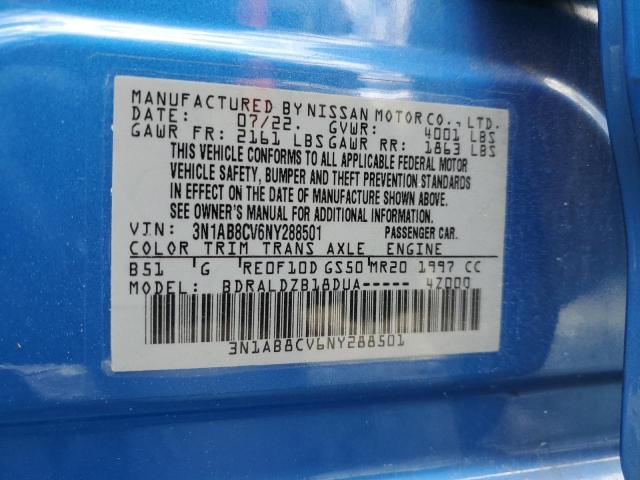 MANUFACTURED BY NISSAN MOTOR CO., LTD.
DATE: 07/22. GVWR: 4001 LBS
GAWR FR: 2161 LBS GAWR RR: 1863 LBS
THIS VEHICLE CONFORMS TO ALL APPLICABLE FEDERAL MOTOR
VEHICLE SAFETY, BUMPER AND THEFT PREVENTION STANDARDS
IN EFFECT ON THE DATE OF MANUFACTURE SHOWN ABOVE.
SEE OWNER'S MANUAL FOR ADDITIONAL INFORMATION.
VIN: 3N1AB8CV6NY288501 PASSENGER CAR.
COLOR TRIM TRANS AXLE ENGINE
B51 G RE0F10D GS50 MR20 1997 CC
MODEL: BDRALDZB18DUA----- 4Z000
3N1AB8CV6NY288501